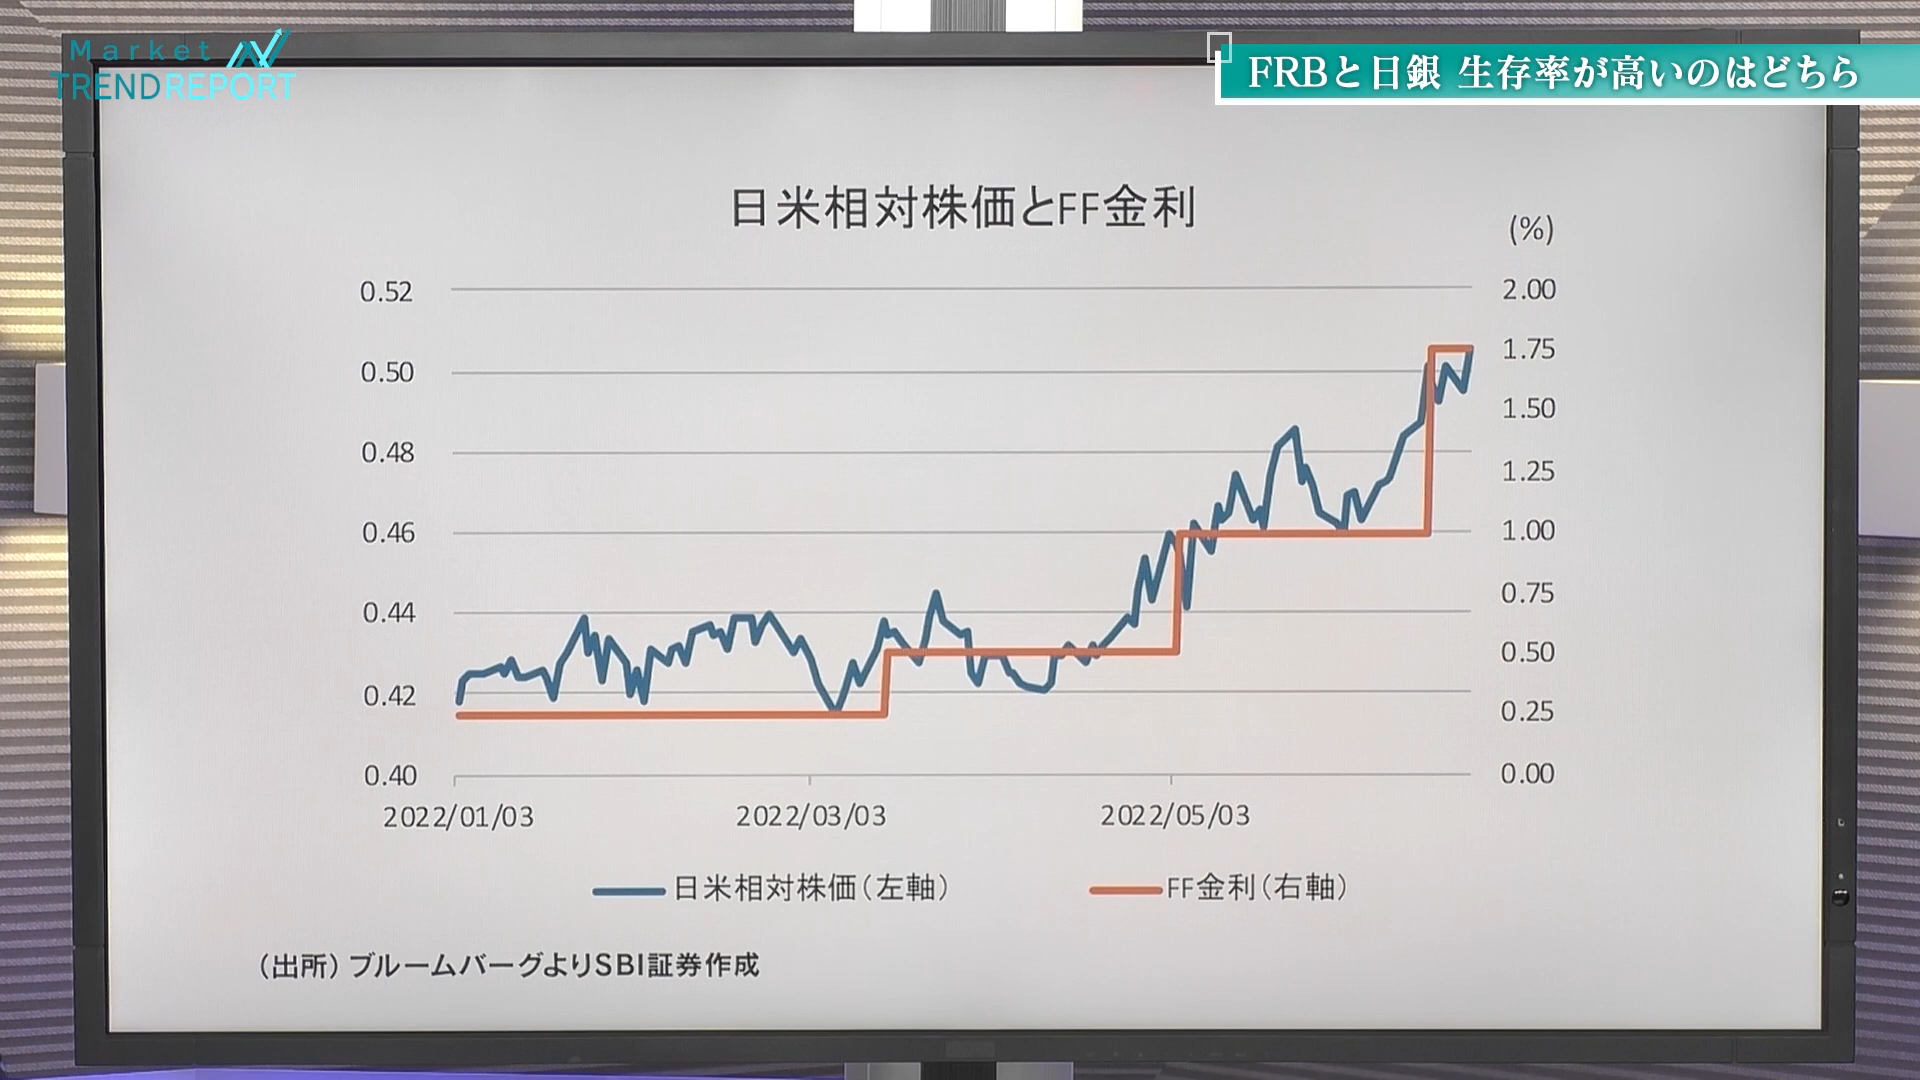 Market
TREND REPORT
FRBと日銀 生存率が高いのはどちら
日米相対株価とFF金利
(%)
0.52
0.50
0.48
0.46
0.44
0.42
0.40
2.00
1.75
1.50
1.25
1.00
0.75
0.50
0.25
0.00
2022/01/03 2022/03/03 2022/05/03
日米相対株価（左軸） FF金利（右軸）
（出所）ブルームバーグよりSBI証券作成